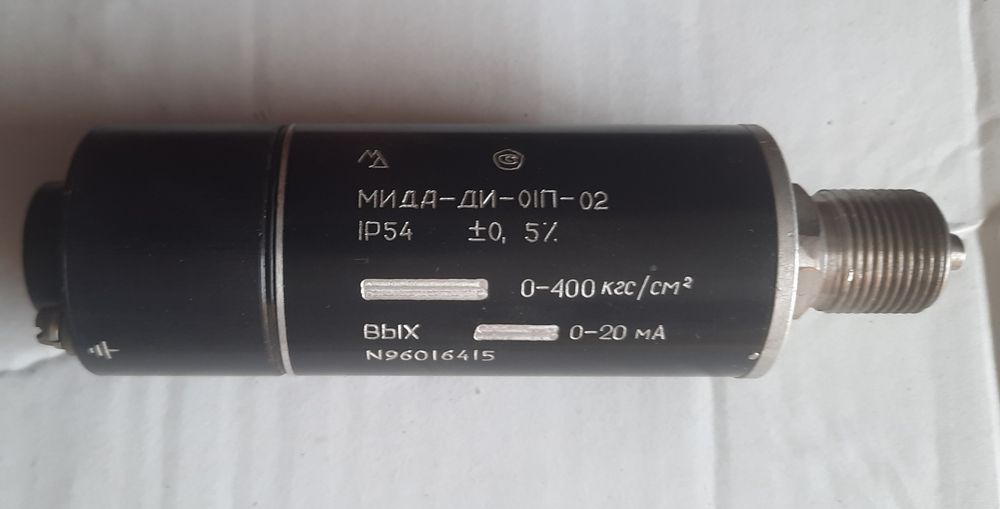 МИДА-ДИ-01П-02
IP54 ±0, 5%
0-400 кгс/см²
ВЫХ 0-20 мА
N96016415